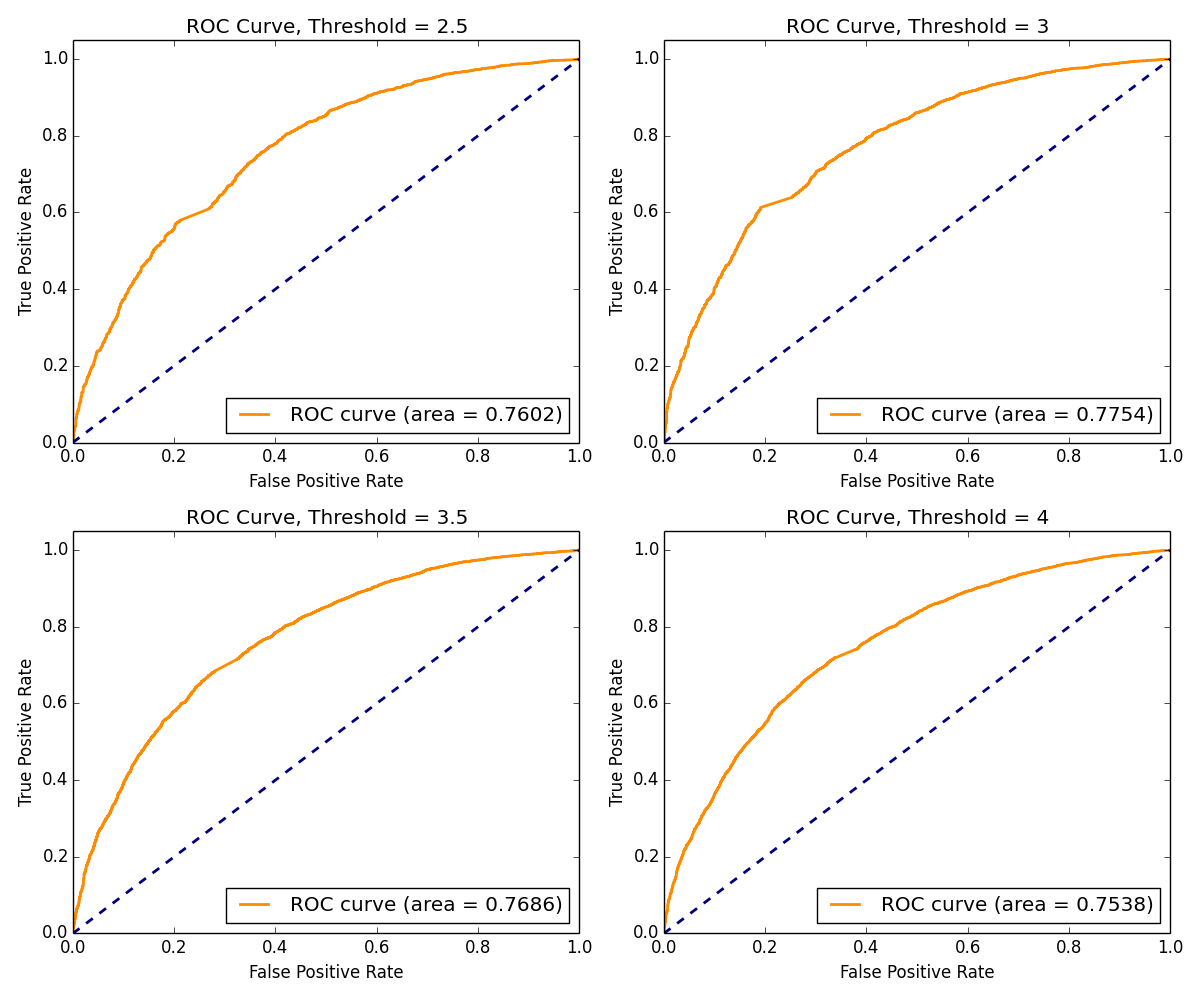 ROC Curve, Threshold = 2.5
True Positive Rate
1.0
0.8
0.6
0.4
0.2
0.0
0.0 0.2 0.4 0.6 0.8 1.0
False Positive Rate
ROC curve (area = 0.7602)
ROC Curve, Threshold = 3
True Positive Rate
1.0
0.8
0.6
0.4
0.2
0.0
0.0 0.2 0.4 0.6 0.8 1.0
False Positive Rate
ROC curve (area = 0.7754)
ROC Curve, Threshold = 3.5
True Positive Rate
1.0
0.8
0.6
0.4
0.2
0.0
0.0 0.2 0.4 0.6 0.8 1.0
False Positive Rate
ROC curve (area = 0.7686)
ROC Curve, Threshold = 4
True Positive Rate
1.0
0.8
0.6
0.4
0.2
0.0
0.0 0.2 0.4 0.6 0.8 1.0
False Positive Rate
ROC curve (area = 0.7538)